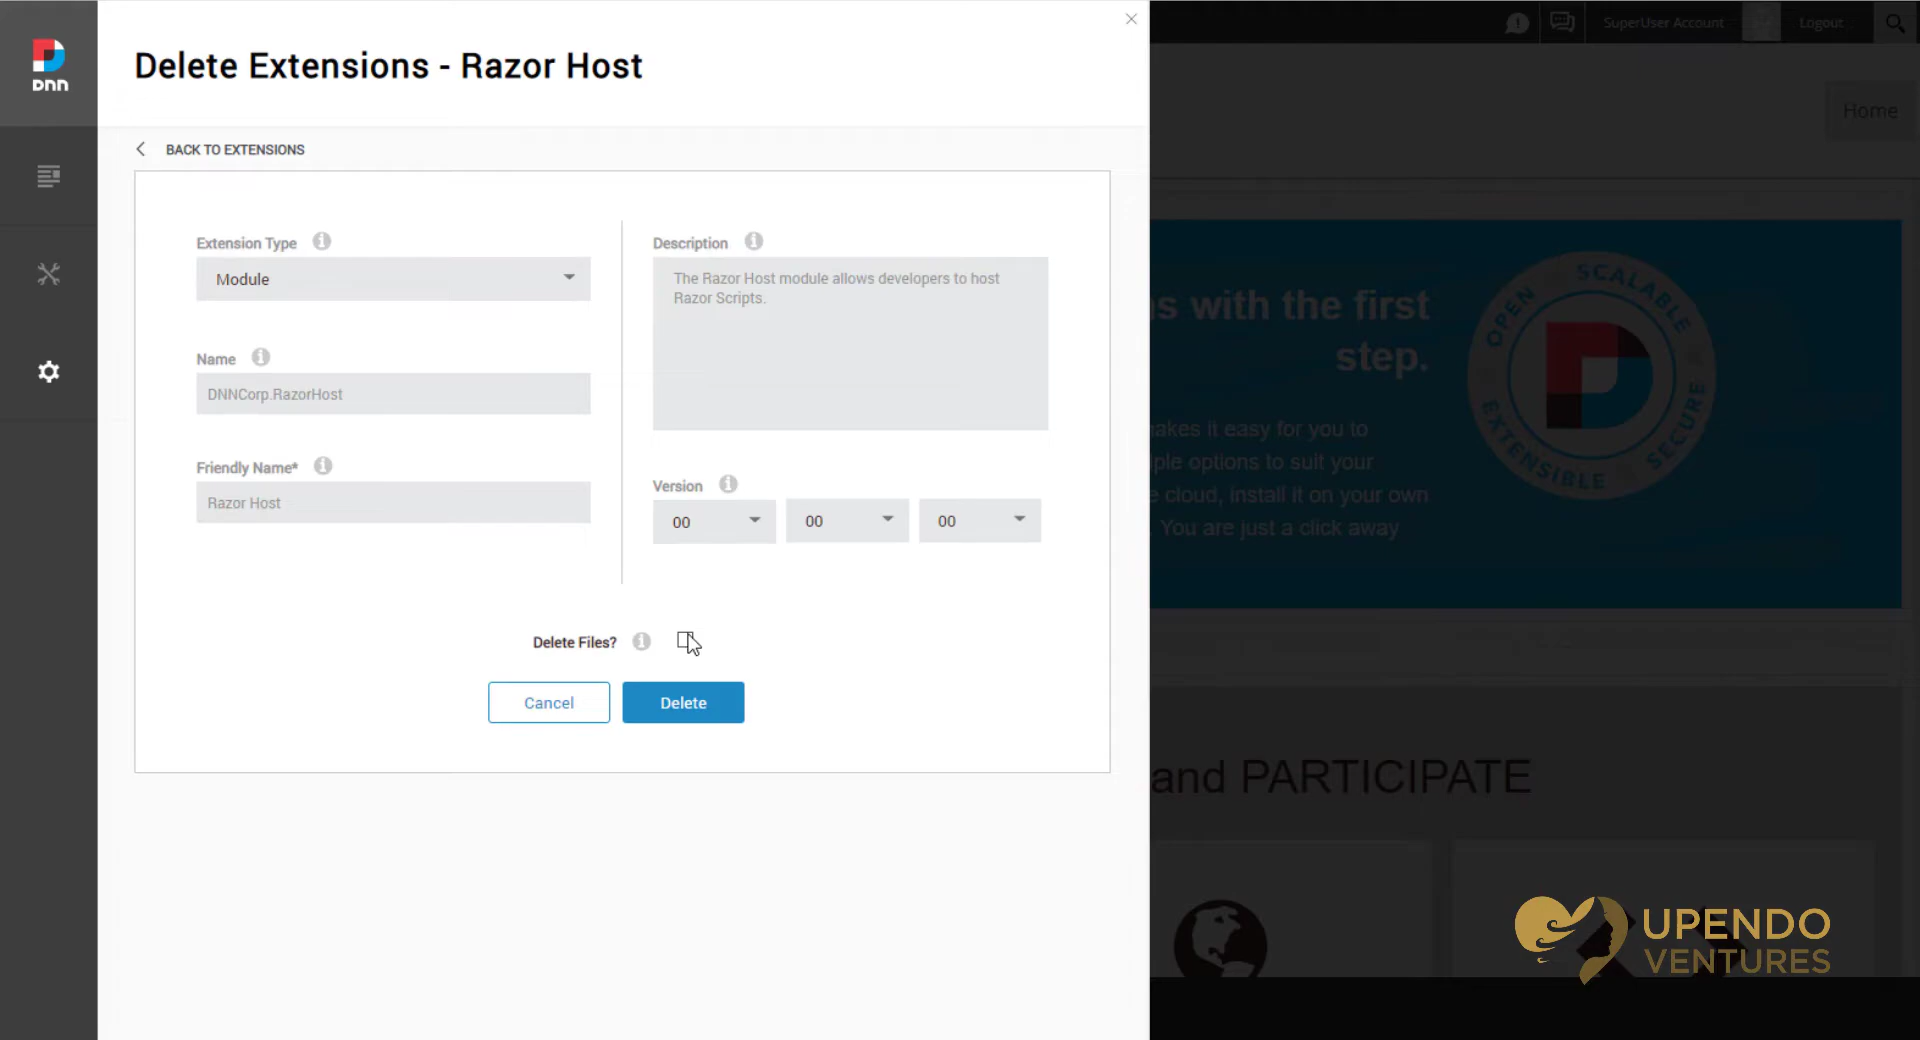 Delete Extensions - Razor Host
SuperUser Account
Logout
Home
Dnn
BACK TO EXTENSIONS
Extension Type
Module
Name
DNNCorp.RazorHost
Friendly Name*
Razor Host
Description
The Razor Host module allows developers to host
Razor Scripts.
Version
00
00
00
Delete Files?
Cancel
Delete
s with the first
step.
akes it easy for you to
ple options to suit your
e cloud, install it on your own
. You are just a click away
OPEN
SCALABLE
EXTENSIBLE
SECURE
and PARTICIPATE
UPENDO
VENTURES